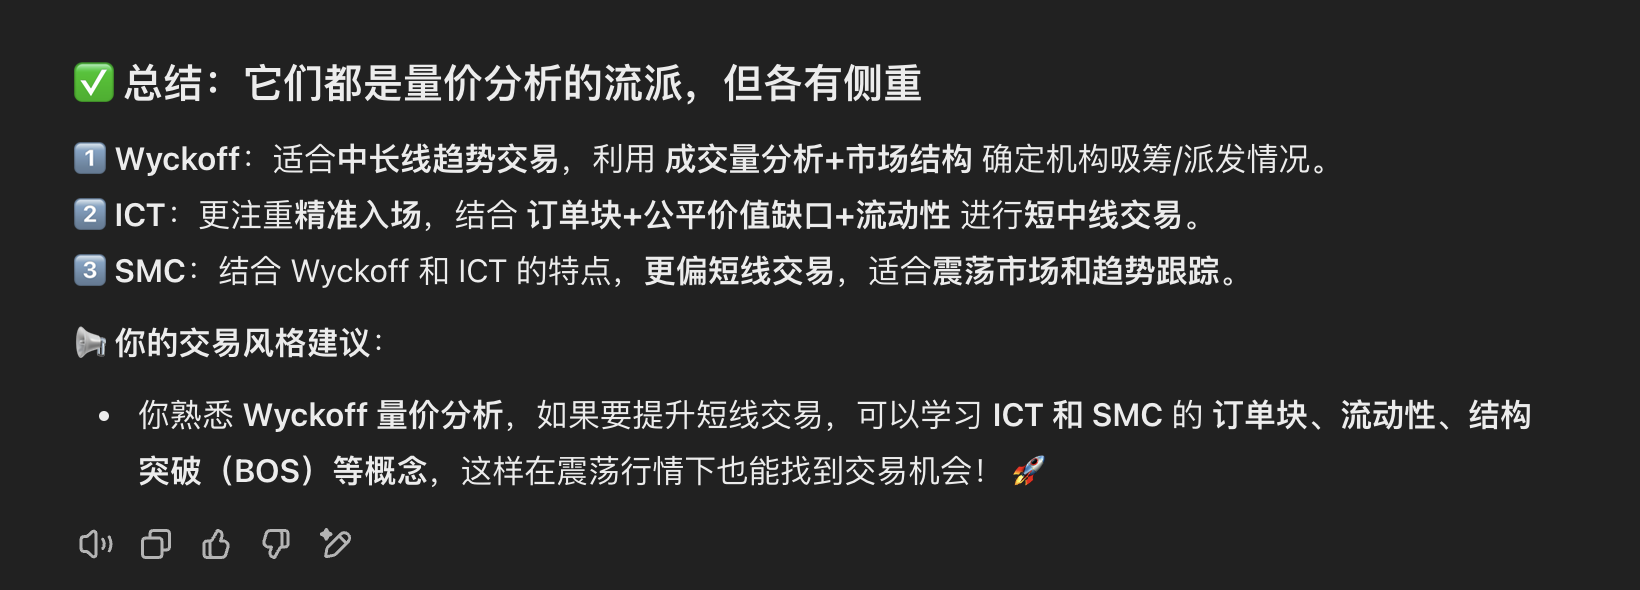 ✅ 总结：它们都是量价分析的流派，但各有侧重
1️⃣ Wyckoff：适合中长线趋势交易，利用 成交量分析+市场结构 确定机构吸筹/派发情况。
2️⃣ ICT：更注重精准入场，结合 订单块+公平价值缺口+流动性 进行短中线交易。
3️⃣ SMC：结合 Wyckoff 和 ICT 的特点，更偏短线交易，适合震荡市场和趋势跟踪。
📢 你的交易风格建议：
• 你熟悉 Wyckoff 量价分析，如果要提升短线交易，可以学习 ICT 和 SMC 的 订单块、流动性、结构
突破（BOS）等概念，这样在震荡行情下也能找到交易机会！ 🚀